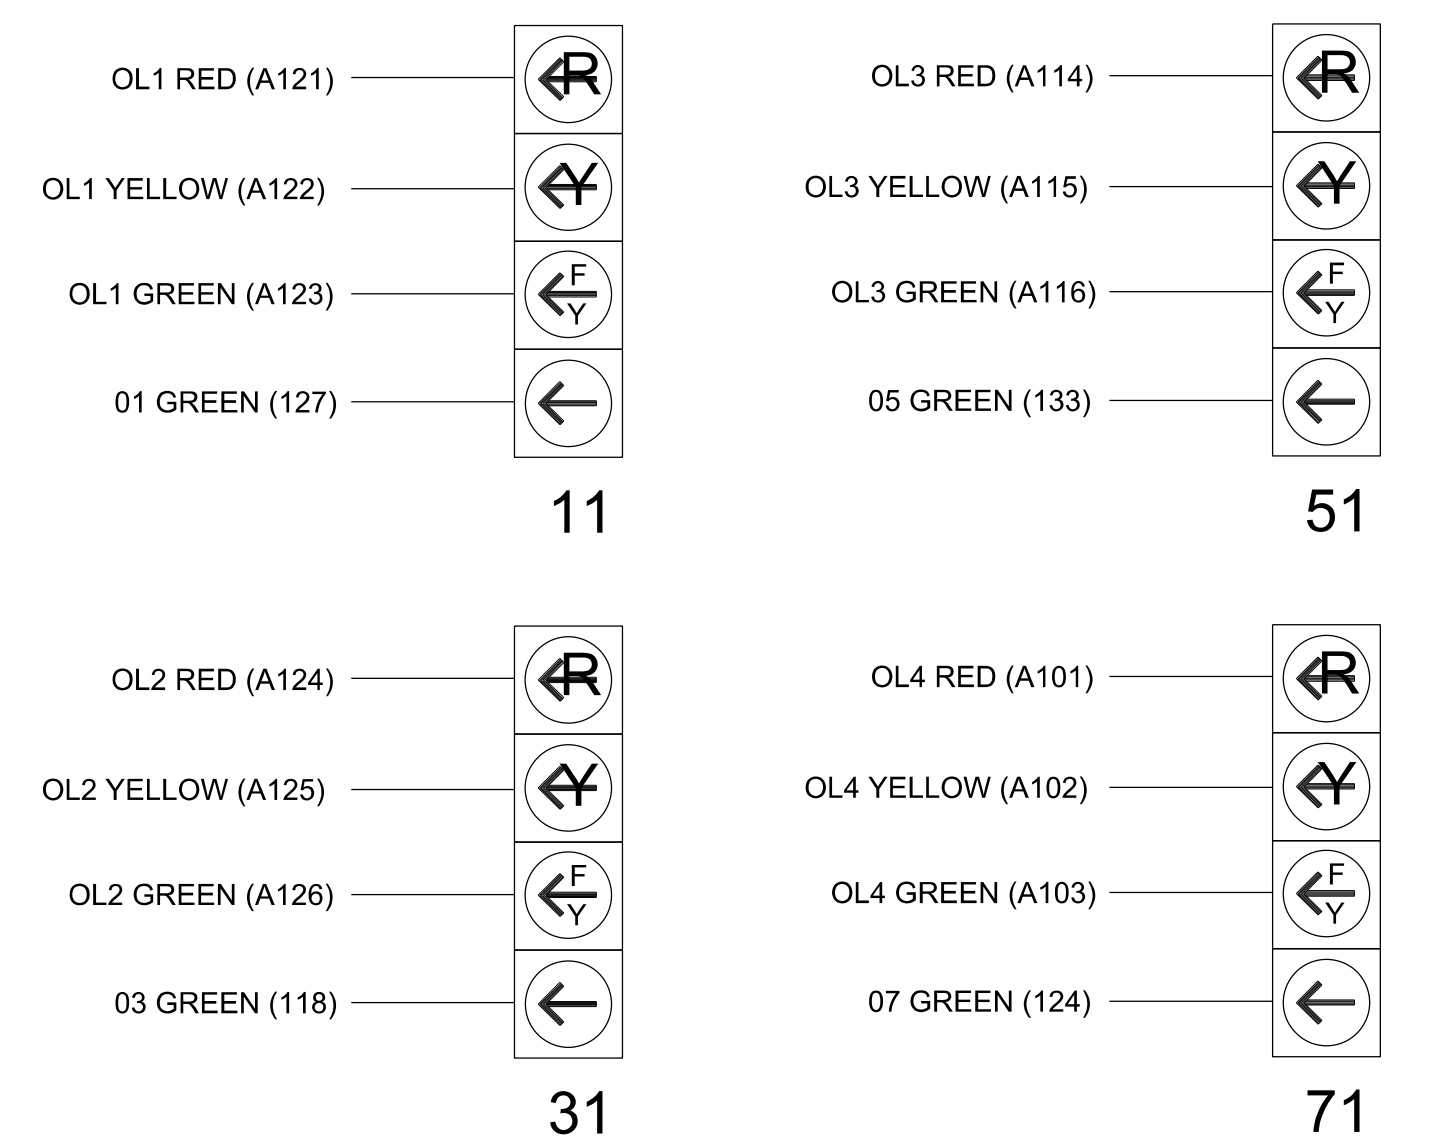 OL1 RED (A121)
R
OL1 YELLOW (A122)
Y
F
OL1 GREEN (A123)
Y
01 GREEN (127)
11
OL3 RED (A114)
R
OL3 YELLOW (A115)
Y
F
OL3 GREEN (A116)
Y
05 GREEN (133)
51
OL2 RED (A124)
R
OL2 YELLOW (A125)
Y
F
OL2 GREEN (A126)
Y
03 GREEN (118)
31
OL4 RED (A101)
R
OL4 YELLOW (A102)
Y
F
OL4 GREEN (A103)
Y
07 GREEN (124)
71